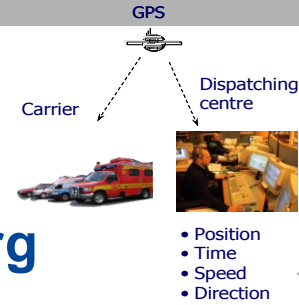 GPS
Dispatching
centre
Carrier
rg
• Position
• Time
• Speed
• Direction